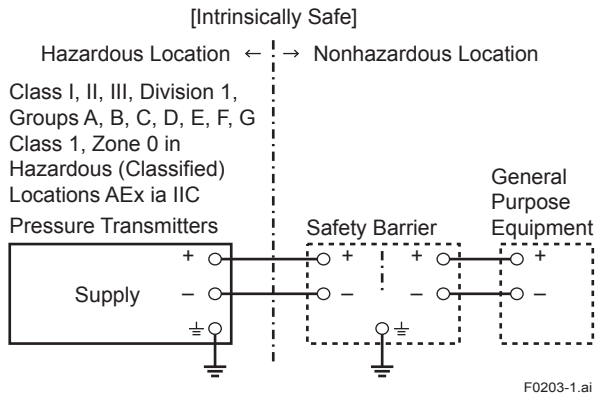 [Intrinsically Safe]
Hazardous Location ← → Nonhazardous Location
Class I, II, III, Division 1,
Groups A, B, C, D, E, F, G
Class 1, Zone 0 in
Hazardous (Classified)
Locations AEx ia IIC
Pressure Transmitters
Safety Barrier
General
Purpose
Equipment
+ + + +
Supply
– – – –
F0203-1.ai